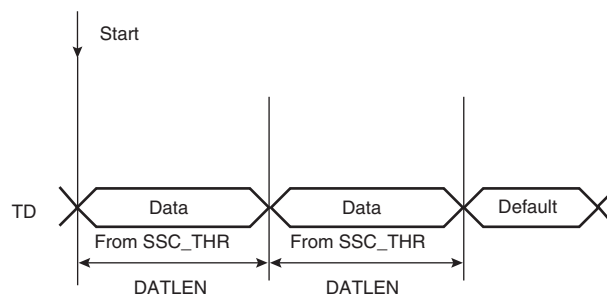 Start
TD
Data
Data
Default
From SSC_THR
From SSC_THR
DATLEN
DATLEN